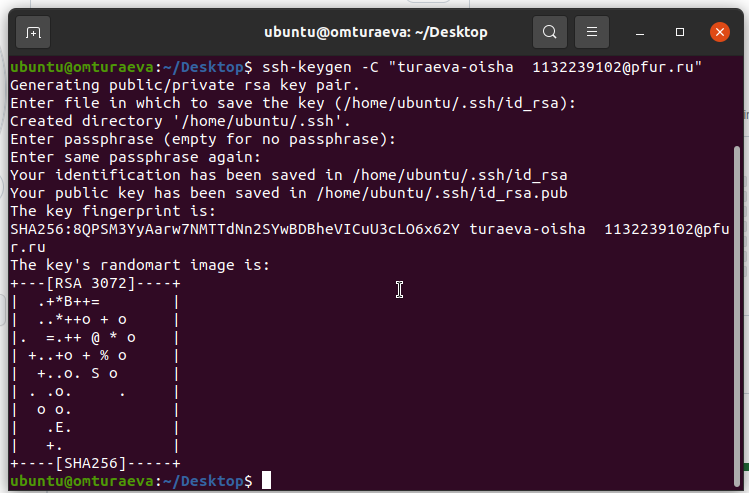 ubuntu@omturaeva: ~/Desktop
ubuntu@omturaeva:~/Desktop$ ssh-keygen -C "turaeva-oisha  1132239102@pfur.ru"
Generating public/private rsa key pair.
Enter file in which to save the key (/home/ubuntu/.ssh/id_rsa):
Created directory '/home/ubuntu/.ssh'.
Enter passphrase (empty for no passphrase):
Enter same passphrase again:
Your identification has been saved in /home/ubuntu/.ssh/id_rsa
Your public key has been saved in /home/ubuntu/.ssh/id_rsa.pub
The key fingerprint is:
SHA256:8QPSM3YyAarw7NMTTdNn2SYwBDBheVICuU3cLO6x62Y turaeva-oisha  1132239102@pfu
r.ru
The key's randomart image is:
+---[RSA 3072]----+
|  .+*B++=        |
|  ..*++o + o     |
|.  =.++ @ * o    |
| +..+o + % o     |
|  +..o. S o      |
| . .o.     .     |
|  o o.           |
|   .E.           |
|   +.            |
+----[SHA256]-----+
ubuntu@omturaeva:~/Desktop$